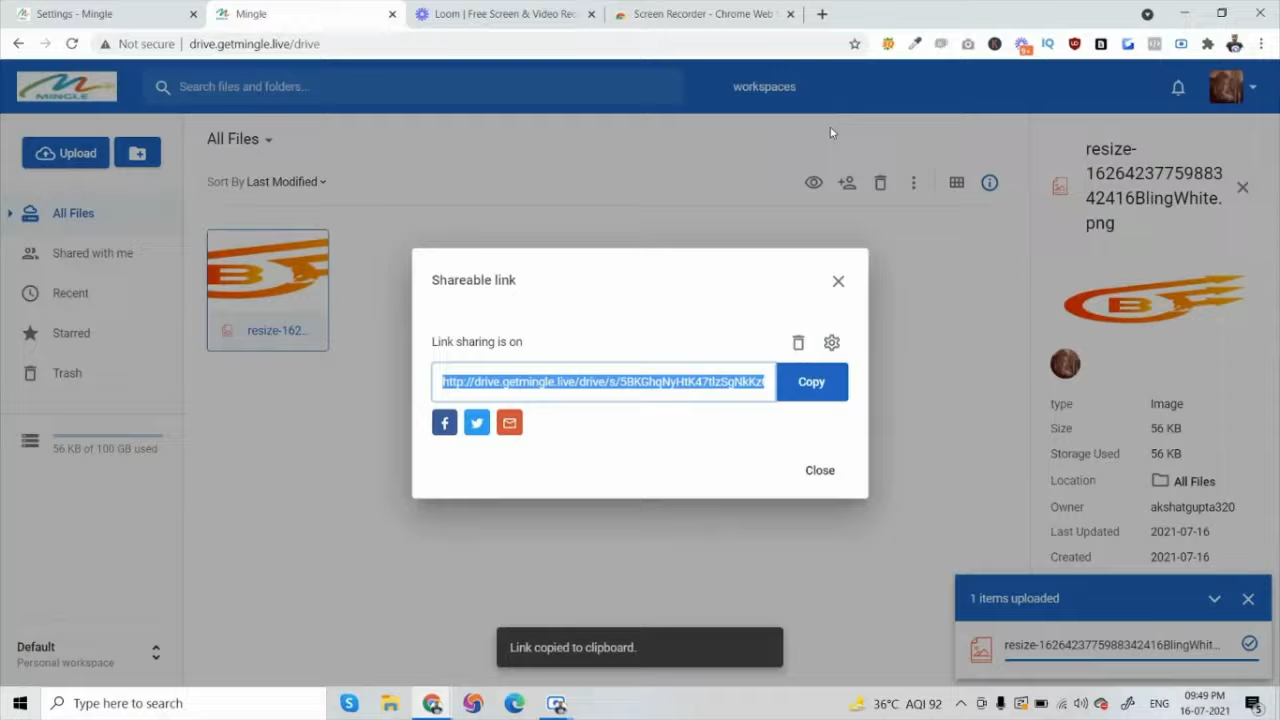 Settings - Mingle
Mingle
Loom | Free Screen & Video Rec
Screen Recorder - Chrome Web
Not secure
drive.getmingle.live/drive
MINGLE
Search files and folders...
workspaces
Upload
All Files
Sort By Last Modified
All Files
Shared with me
Recent
Starred
Trash
56 KB of 100 GB used
Default
Personal workspace
B
resize-162...
Shareable link
Link sharing is on
http://drive.getmingle.live/drive/s/5BKGhqNyHtK47tlzSgNkKz
Copy
Close
Link copied to clipboard.
resize-
16264237759883
42416BlingWhite.
png
B
type Image
Size 56 KB
Storage Used 56 KB
Location All Files
Owner akshatgupta320
Last Updated 2021-07-16
Created 2021-07-16
1 items uploaded
resize-1626423775988342416BlingWhit...
Type here to search
36°C AQI 92
ENG
09:49 PM
16-07-2021